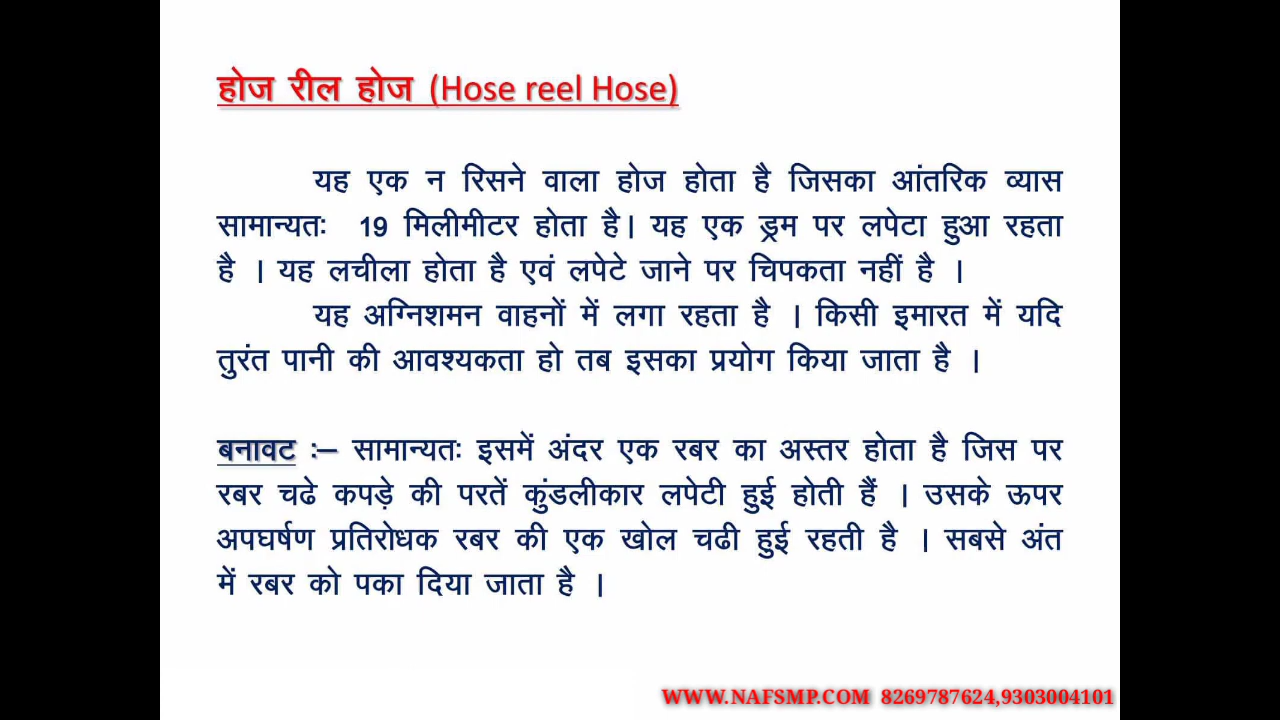 होज रील होज (Hose reel Hose)
यह एक न रिसने वाला होज होता है जिसका आंतरिक व्यास
सामान्यतः 19 मिलीमीटर होता है। यह एक ड्रम पर लपेटा हुआ रहता
है । यह लचीला होता है एवं लपेटे जाने पर चिपकता नहीं है ।
यह अग्निशमन वाहनों में लगा रहता है । किसी इमारत में यदि
तुरंत पानी की आवश्यकता हो तब इसका प्रयोग किया जाता है ।
बनावट :– सामान्यतः इसमें अंदर एक रबर का अस्तर होता है जिस पर
रबर चढे कपड़े की परतें कुंडलीकार लपेटी हुई होती हैं । उसके ऊपर
अपघर्षण प्रतिरोधक रबर की एक खोल चढी हुई रहती है । सबसे अंत
में रबर को पका दिया जाता है ।
WWW.NAFSMP.COM 8269787624,9303004101